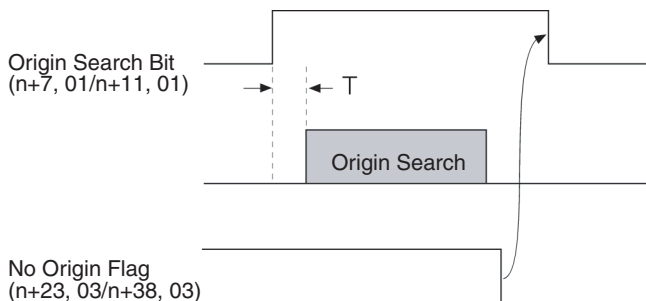 Origin Search Bit
(n+7, 01/n+11, 01)
T
Origin Search
No Origin Flag
(n+23, 03/n+38, 03)